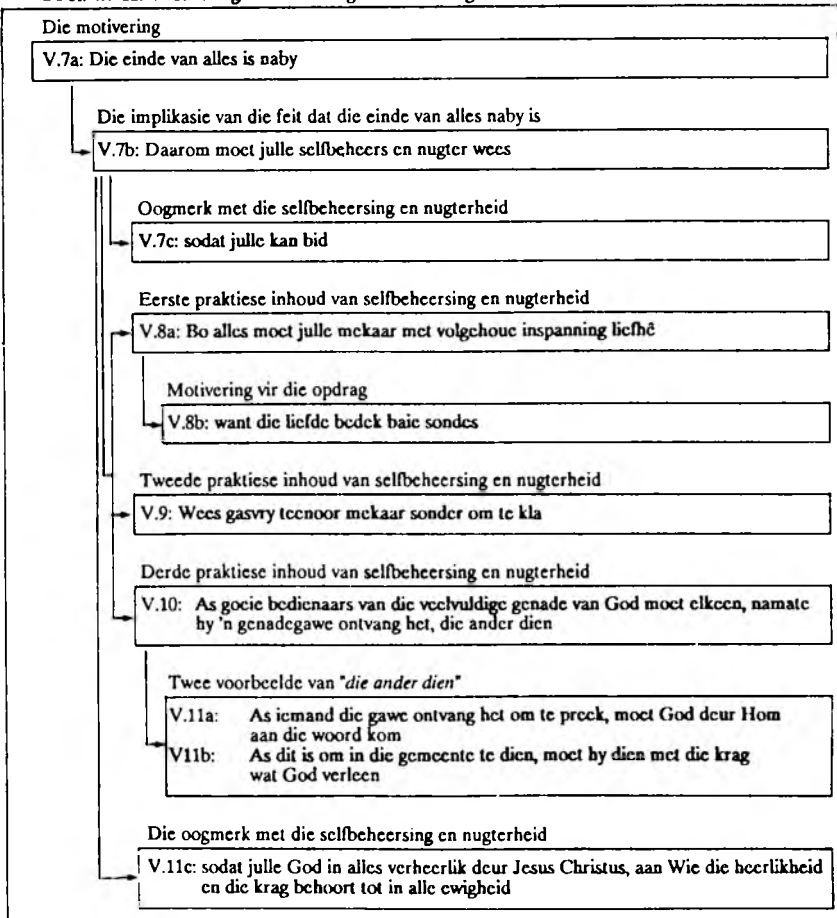 Die motivering
V.7a: Die einde van alles is naby
Die implikasie van die feit dat die einde van alles naby is
V.7b: Daarom moet julle selfbeheers en nugter wees
Oogmerk met die selfbeheersing en nugterheid
V.7c: sodat julle kan bid
Eerste praktiese inhoud van selfbeheersing en nugterheid
V.8a: Bo alles moet julle mekaar met volgehoue inspanning liefhê
Motivering vir die opdrag
V.8b: want die liefde bedek baie sondes
Tweede praktiese inhoud van selfbeheersing en nugterheid
V.9: Wees gasvry teenoor mekaar sonder om te kla
Derde praktiese inhoud van selfbeheersing en nugterheid
V.10: As goeie bedienaars van die veelvuldige genade van God moet elkeen, namate
hy 'n genadegawe ontvang het, die ander dien
Twee voorbeelde van "die ander dien"
V.11a: As iemand die gawe ontvang het om te preek, moet God deur Hom
aan die woord kom
V11b: As dit is om in die gemeente te dien, moet hy dien met die krag
wat God verleen
Die oogmerk met die selfbeheersing en nugterheid
V.11c: sodat julle God in alles verheerlik deur Jesus Christus, aan Wie die heerlikheid
en die krag behoort tot in alle ewigheid